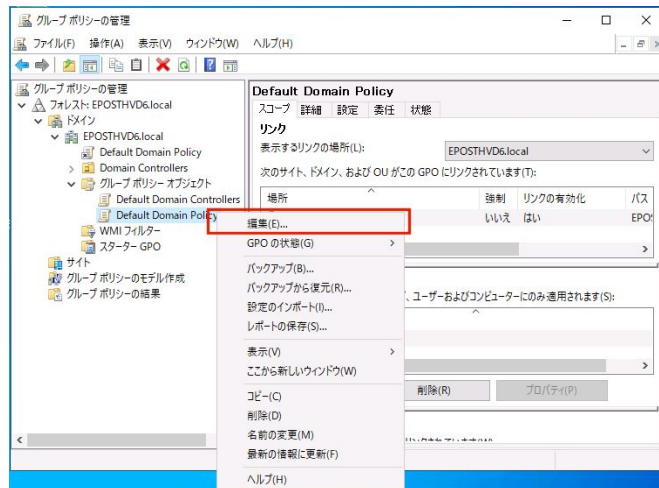 グループ ポリシーの管理
ファイル(F) 操作(A) 表示(V) ウィンドウ(W) ヘルプ(H)
グループ ポリシーの管理
フォレスト: EPOSTHVD6.local
ドメイン
EPOSTHVD6.local
Default Domain Policy
Domain Controllers
グループ ポリシー オブジェクト
Default Domain Controllers
Default Domain Policy
WMI フィルター
スターター GPO
サイト
グループ ポリシーのモデル作成
グループ ポリシーの結果
Default Domain Policy
スコープ 詳細 設定 委任 状態
リンク
表示するリンクの場所(L): EPOSTHVD6.local
次のサイト、ドメイン、および OU がこの GPO にリンクされています(T):
場所 強制 リンクの有効化 パス
いいえ はい EPOS
、ユーザーおよびコンピューターにのみ適用されます(S):
削除(R) プロパティ(P)
編集(E)...
GPO の状態(G)
バックアップ(B)...
バックアップから復元(R)...
設定のインポート(I)...
レポートの保存(S)...
表示(V)
ここから新しいウィンドウ(W)
コピー(C)
削除(D)
名前の変更(M)
最新の情報に更新(F)
ヘルプ(H)